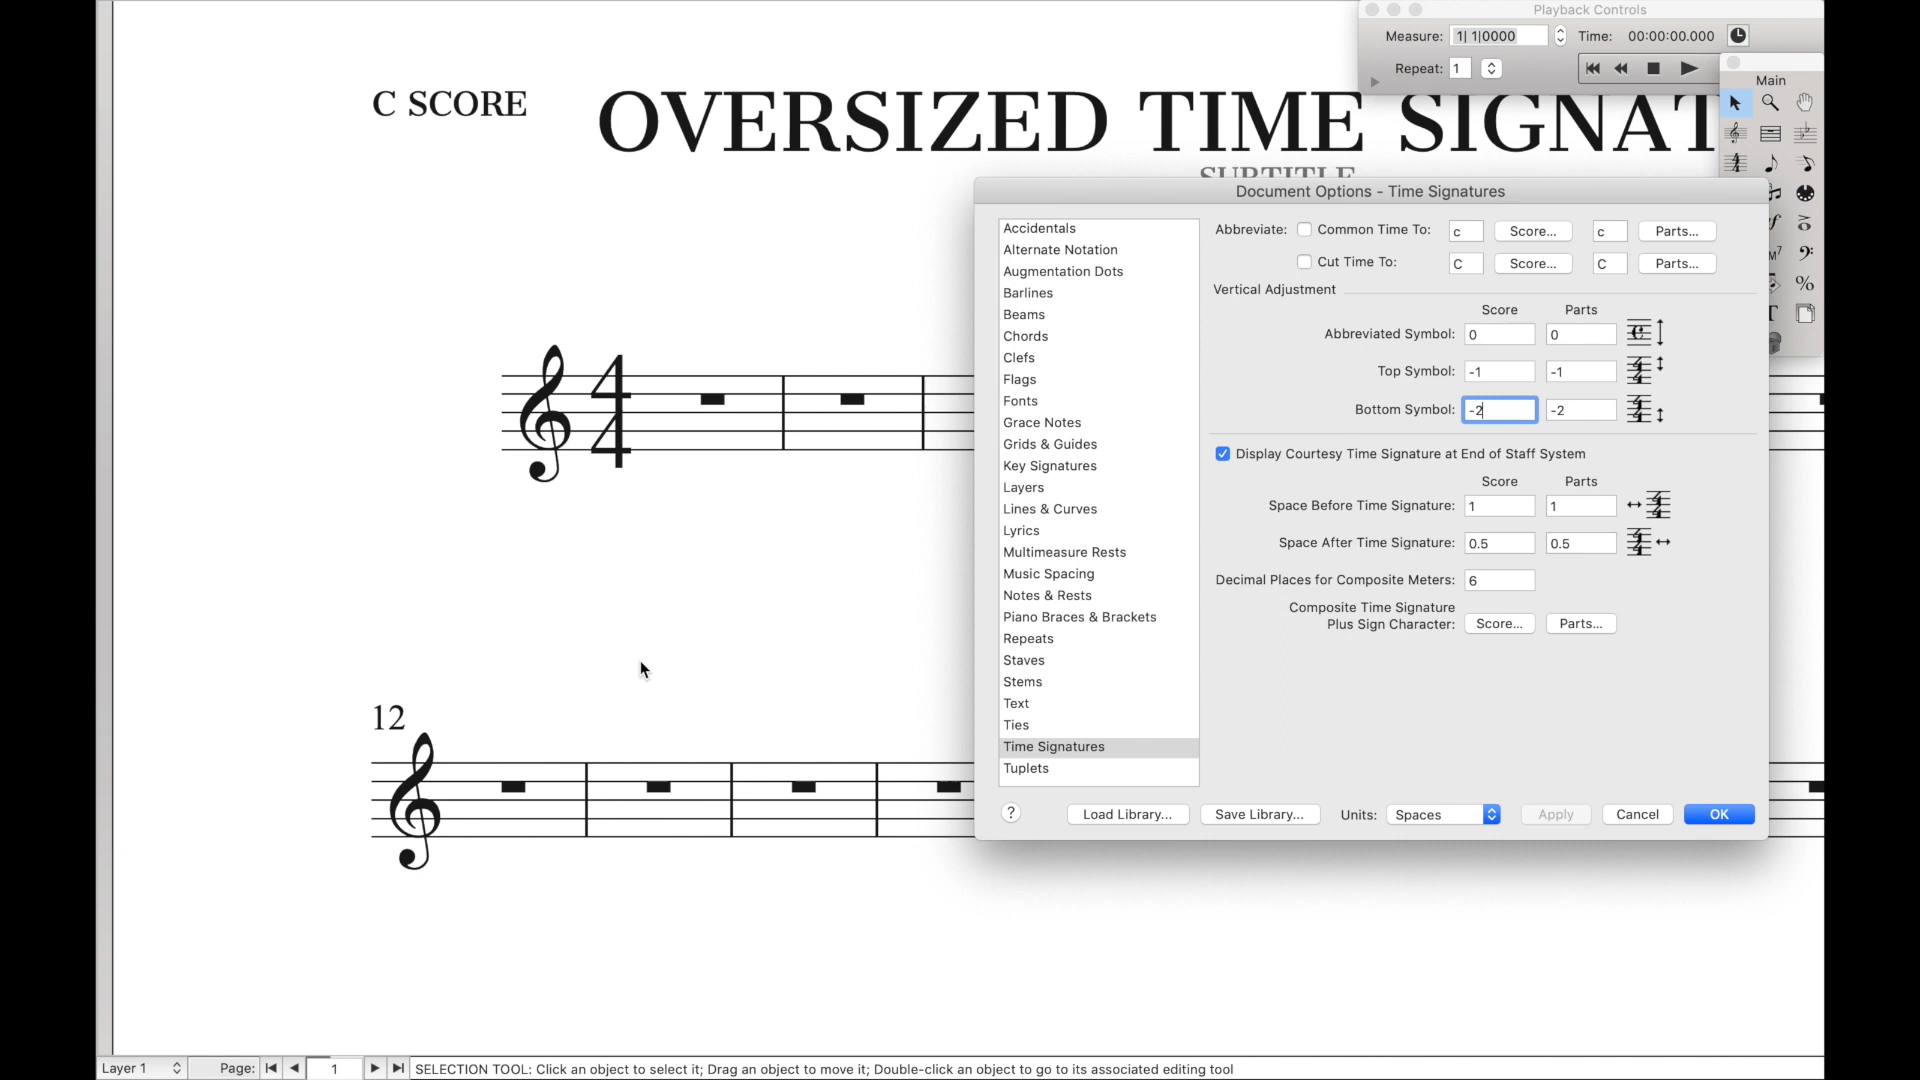 Playback Controls
Measure: 1| 1|0000 Time: 00:00:00.000
Repeat: 1
Main
C SCORE
OVERSIZED TIME SIGNAT
SUBTITLE
Document Options - Time Signatures
Accidentals
Alternate Notation
Augmentation Dots
Barlines
Beams
Chords
Clefs
Flags
Fonts
Grace Notes
Grids & Guides
Key Signatures
Layers
Lines & Curves
Lyrics
Multimeasure Rests
Music Spacing
Notes & Rests
Piano Braces & Brackets
Repeats
Staves
Stems
Text
Ties
Time Signatures
Tuplets
Abbreviate: Common Time To: c Score... c Parts...
Cut Time To: C Score... C Parts...
Vertical Adjustment
Score Parts
Abbreviated Symbol: 0 0
Top Symbol: -1 -1
Bottom Symbol: -2 -2
Display Courtesy Time Signature at End of Staff System
Score Parts
Space Before Time Signature: 1 1
Space After Time Signature: 0.5 0.5
Decimal Places for Composite Meters: 6
Composite Time Signature
Plus Sign Character: Score... Parts...
? Load Library... Save Library... Units: Spaces Apply Cancel OK
4
4
12
Layer 1 Page: 1 SELECTION TOOL: Click an object to select it; Drag an object to move it; Double-click an object to go to its associated editing tool